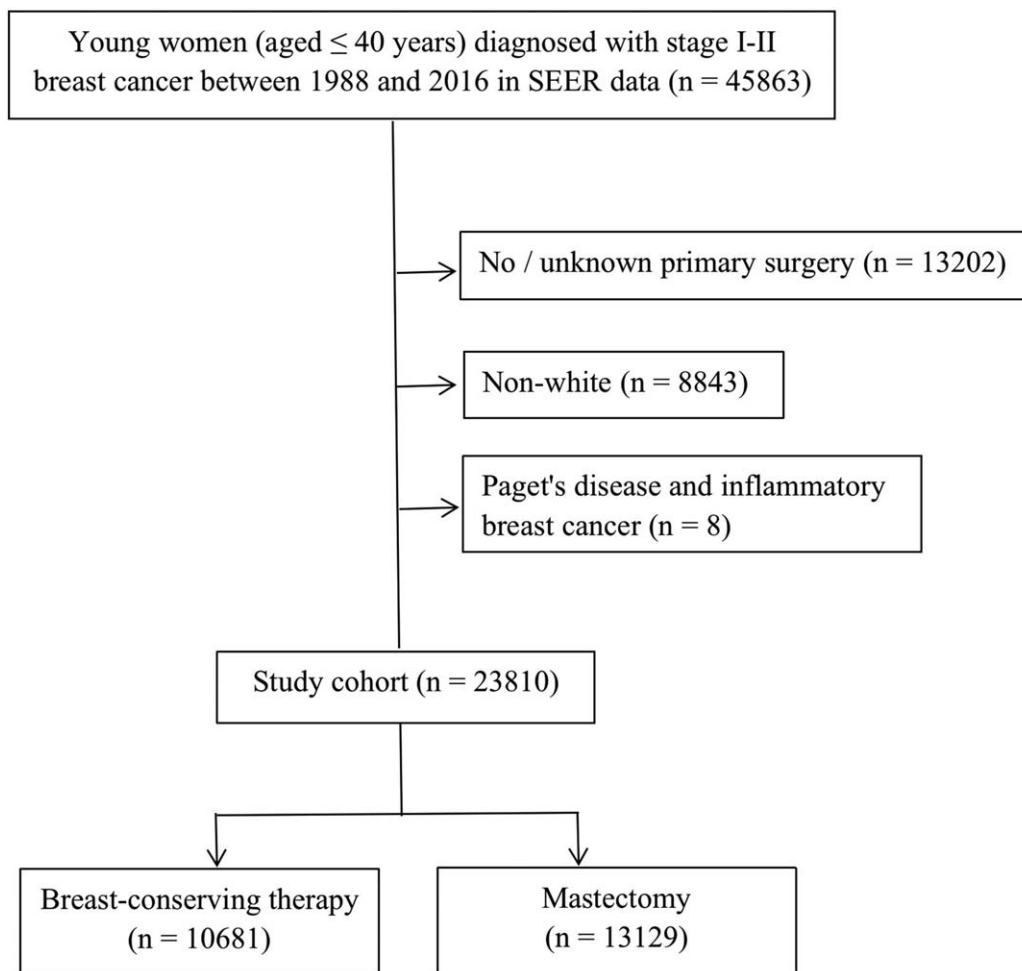 Young women (aged ≤ 40 years) diagnosed with stage I-II
breast cancer between 1988 and 2016 in SEER data (n = 45863)
No / unknown primary surgery (n = 13202)
Non-white (n = 8843)
Paget's disease and inflammatory
breast cancer (n = 8)
Study cohort (n = 23810)
Breast-conserving therapy
(n = 10681)
Mastectomy
(n = 13129)